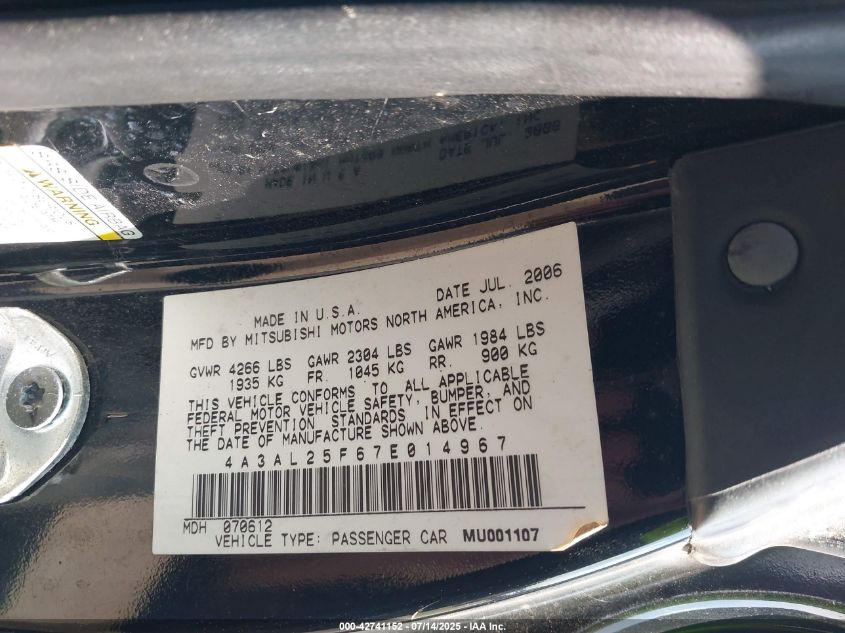 SRS SIDE AIRBAG
WARNING
MADE IN U.S.A. DATE JUL. 2006
MFD BY MITSUBISHI MOTORS NORTH AMERICA, INC.
GVWR 4266 LBS GAWR 2304 LBS GAWR 1984 LBS
1935 KG FR. 1045 KG RR. 900 KG
THIS VEHICLE CONFORMS TO ALL APPLICABLE
FEDERAL MOTOR VEHICLE SAFETY, BUMPER, AND
THEFT PREVENTION STANDARDS IN EFFECT ON
THE DATE OF MANUFACTURE SHOWN ABOVE.
4A3AL25F67E014967
MDH 070612
VEHICLE TYPE: PASSENGER CAR MU001107
000-42741152 - 07/14/2025 - IAA Inc.